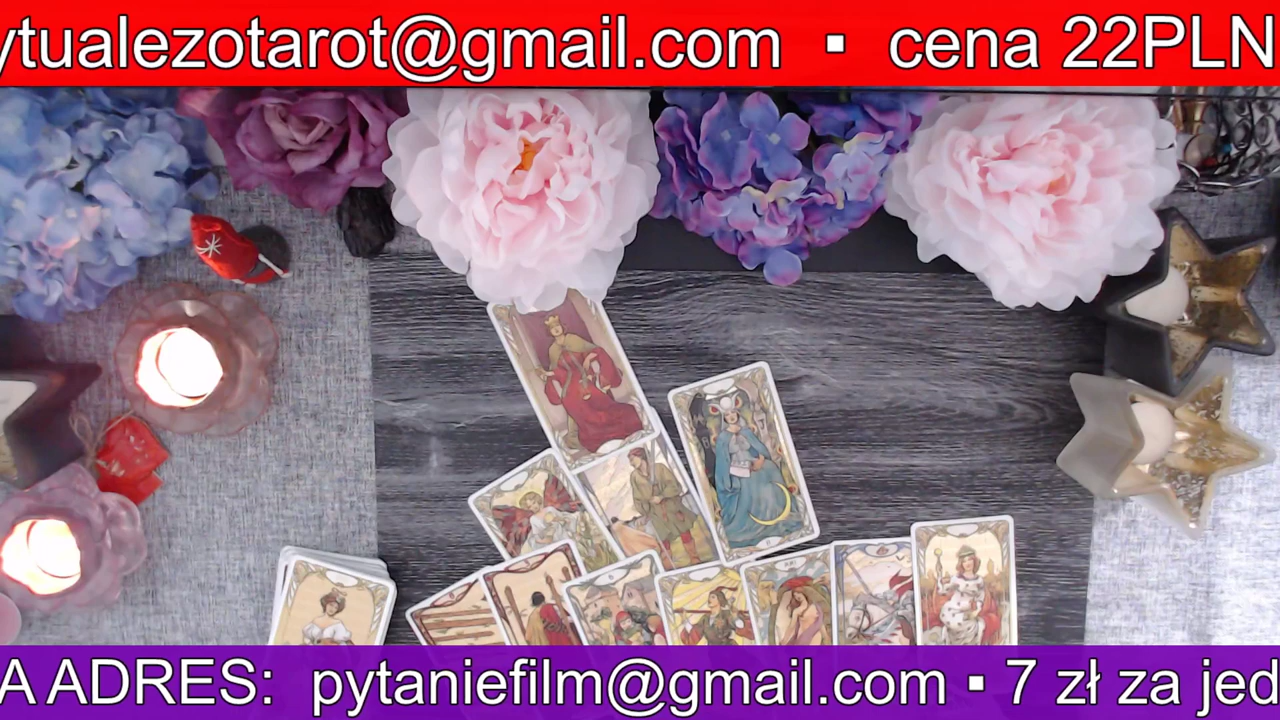 ytualezotarot@gmail.com ▪ cena 22PLN
A ADRES: pytaniefilm@gmail.com ▪ 7 zł za jed